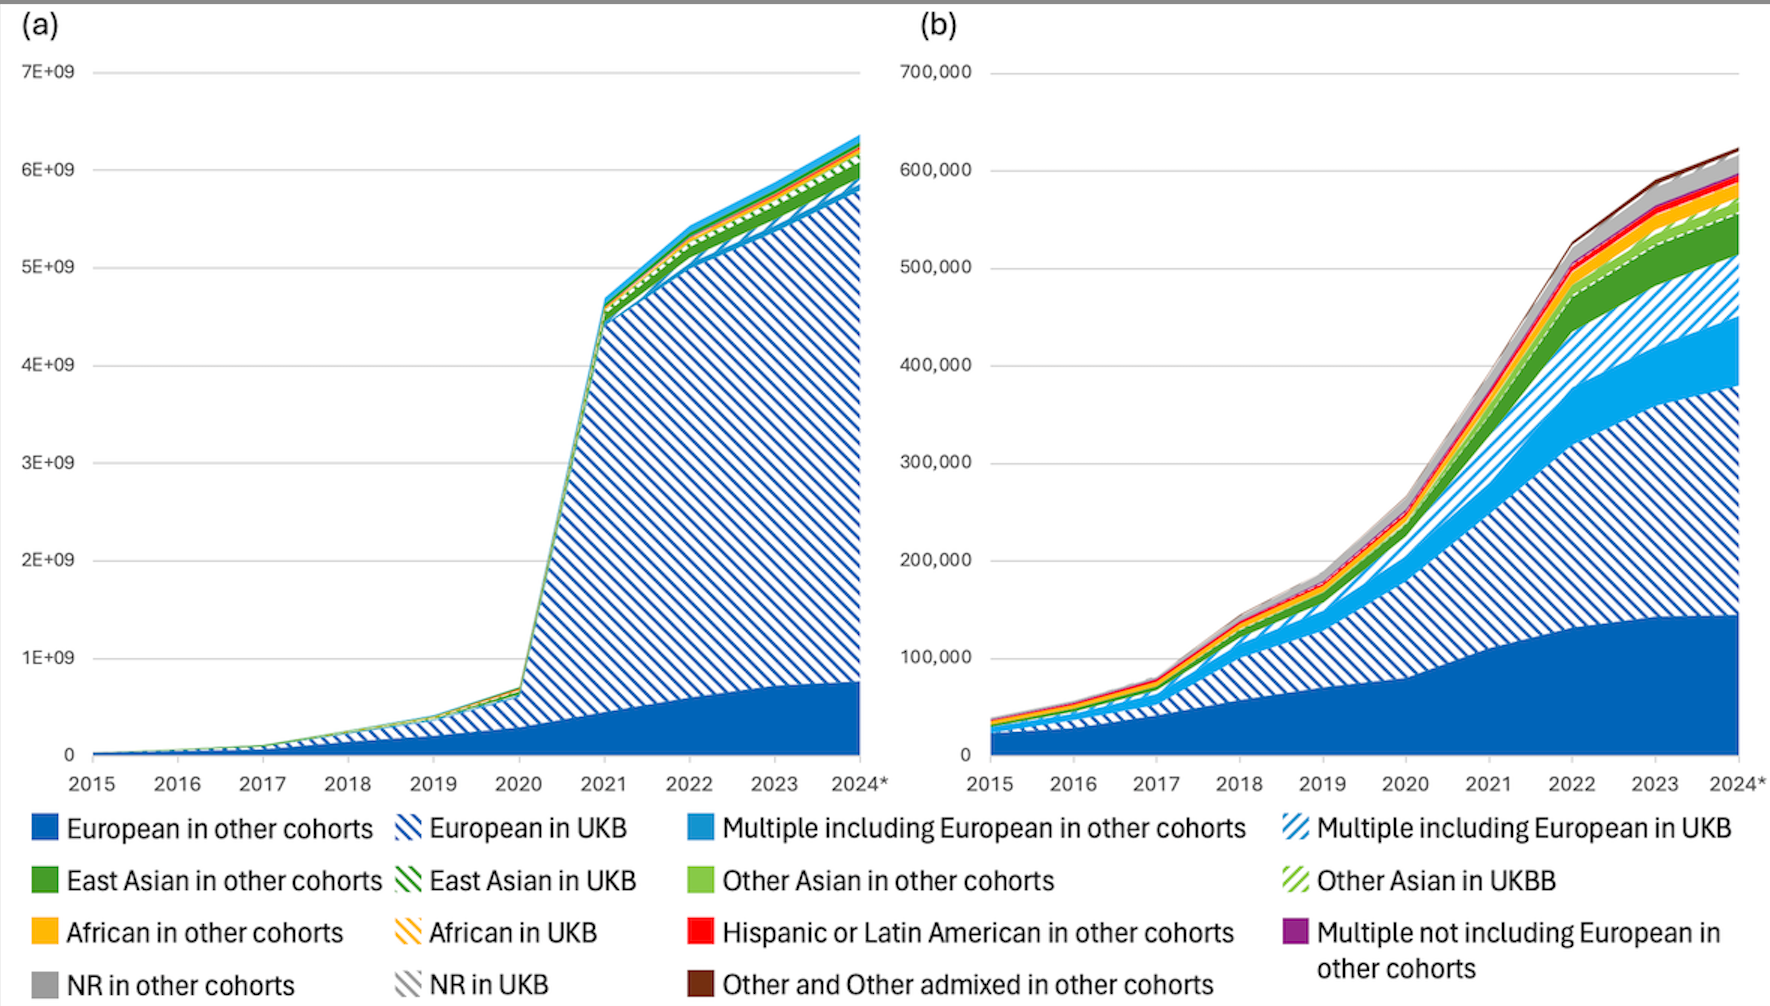 (a)
7E+09
6E+09
5E+09
4E+09
3E+09
2E+09
1E+09
0
2015 2016 2017 2018 2019 2020 2021 2022 2023 2024*
(b)
700,000
600,000
500,000
400,000
300,000
200,000
100,000
0
2015 2016 2017 2018 2019 2020 2021 2022 2023 2024*
European in other cohorts European in UKB Multiple including European in other cohorts Multiple including European in UKB
East Asian in other cohorts East Asian in UKB Other Asian in other cohorts Other Asian in UKBB
African in other cohorts African in UKB Hispanic or Latin American in other cohorts Multiple not including European in
other cohorts
NR in other cohorts NR in UKB Other and Other admixed in other cohorts